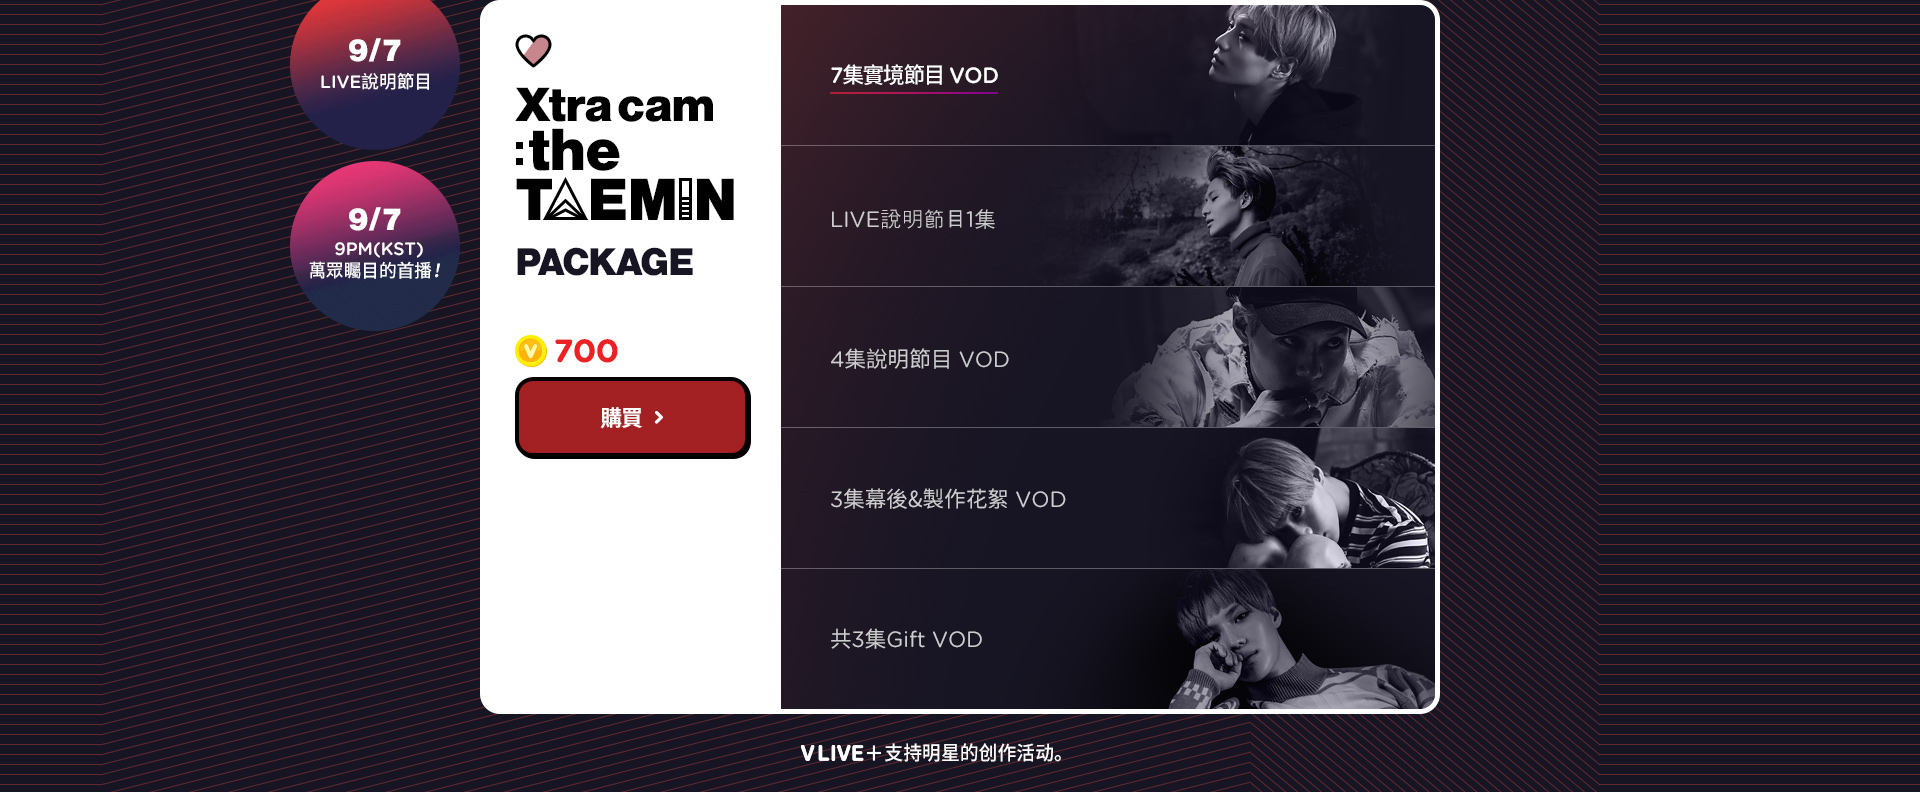 9/7
LIVE說明節目
9/7
9PM(KST)
萬眾矚目的首播!
Xtra cam
:the
TAEMIN
PACKAGE
V 700
購買 >
7集實境節目 VOD
LIVE說明節目1集
4集說明節目 VOD
3集幕後&製作花絮 VOD
共3集Gift VOD
V LIVE+支持明星的创作活动。